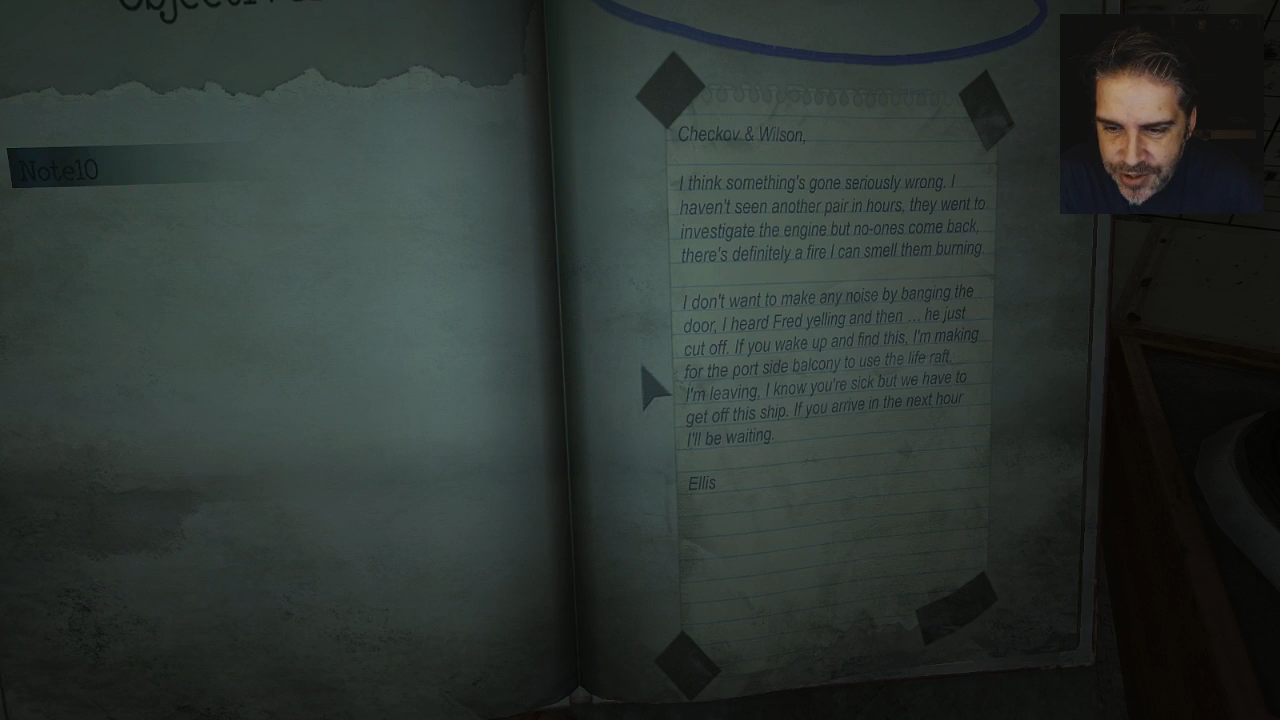 Objectives
Note10
Checkov & Wilson,
I think something's gone seriously wrong. I
haven't seen another pair in hours, they went to
investigate the engine but no-ones come back,
there's definitely a fire I can smell them burning.
I don't want to make any noise by banging the
door, I heard Fred yelling and then ... he just
cut off. If you wake up and find this, I'm making
for the port side balcony to use the life raft.
I'm leaving, I know you're sick but we have to
get off this ship. If you arrive in the next hour
I'll be waiting.
Ellis